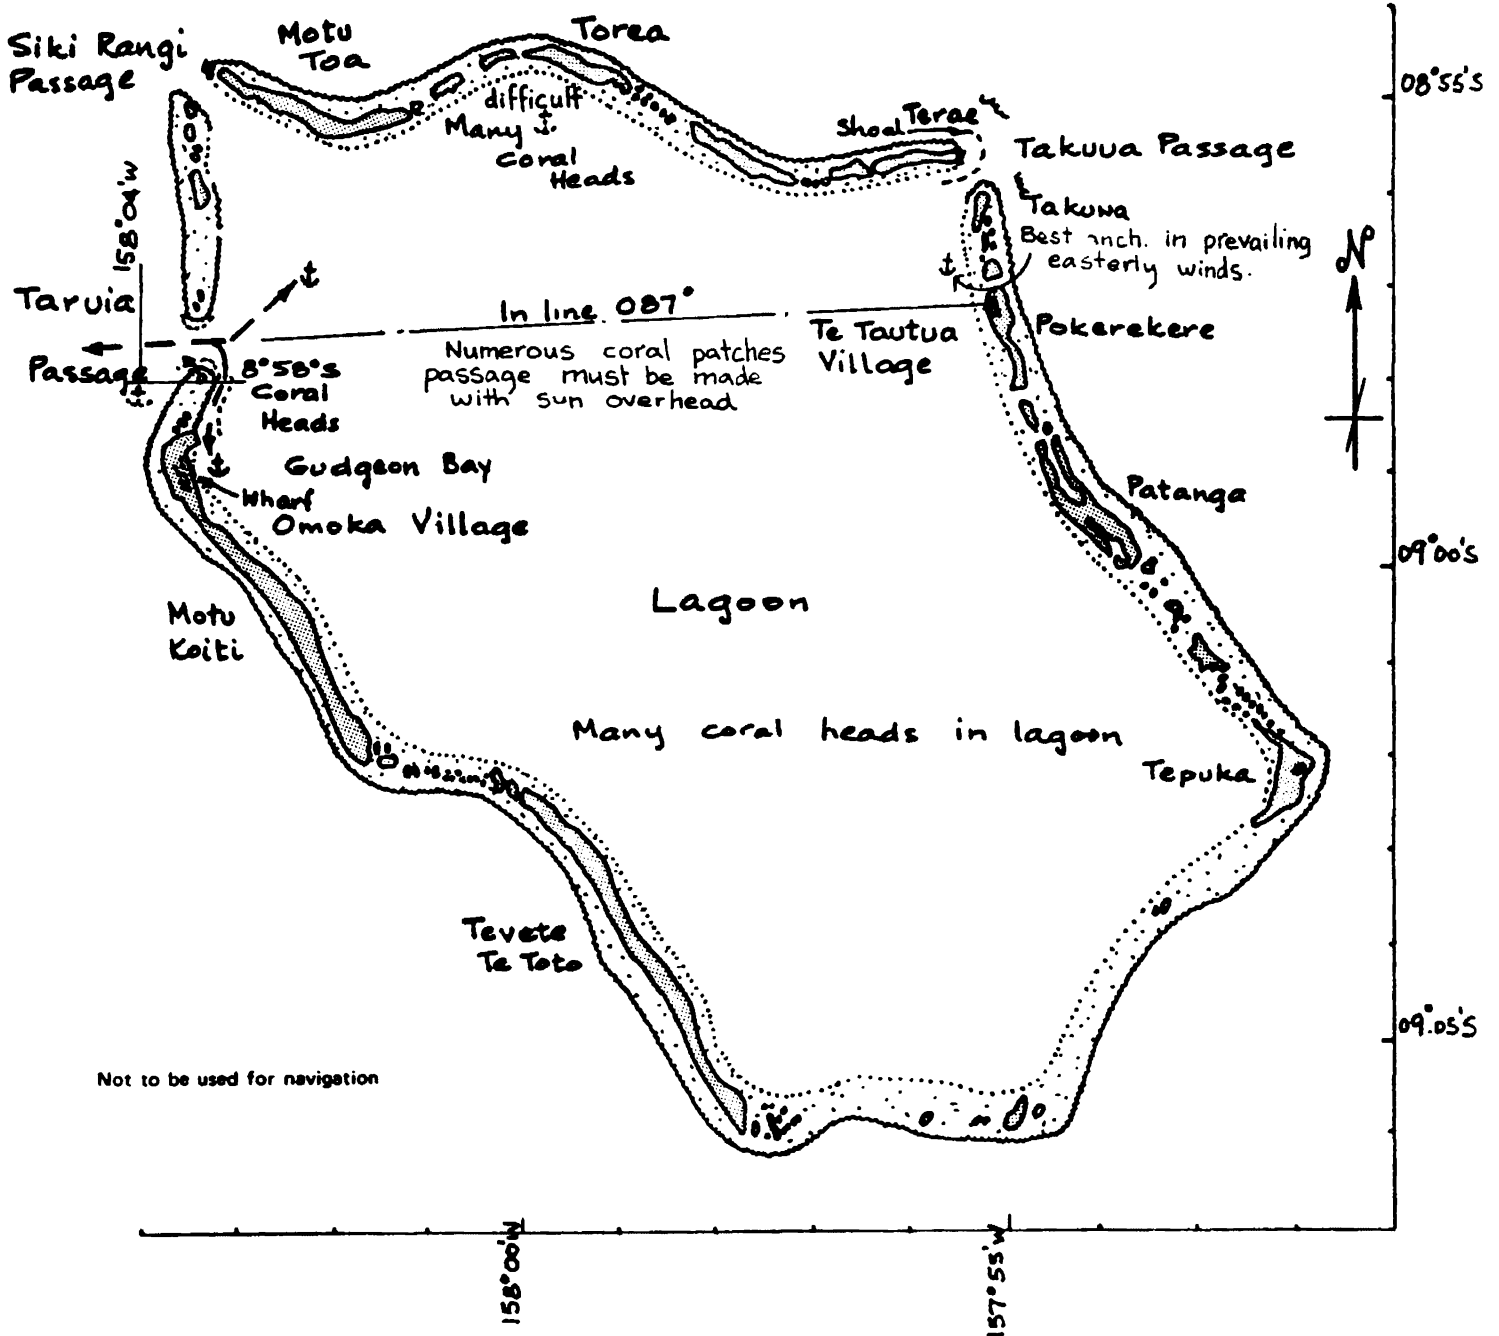 Siki Rangi
Passage
Motu
Toa
Torea
08°55'S
difficult
Many
Coral
Heads
Shoal
Terae
Takuua Passage
158°04'W
Takuua
Best anch. in prevailing
easterly winds.
N
Taruia
Passage
In line 087°
Te Tautua
Village
Pokerekere
Numerous coral patches
passage must be made
with sun overhead
8°58'S
Coral
Heads
Gudgeon Bay
Wharf
Omoka Village
Patanga
09°00'S
Lagoon
Motu
Koiti
Many coral heads in lagoon
Tepuka
Tevete
Te Toto
09°05'S
Not to be used for navigation
158°00'W
157°55'W